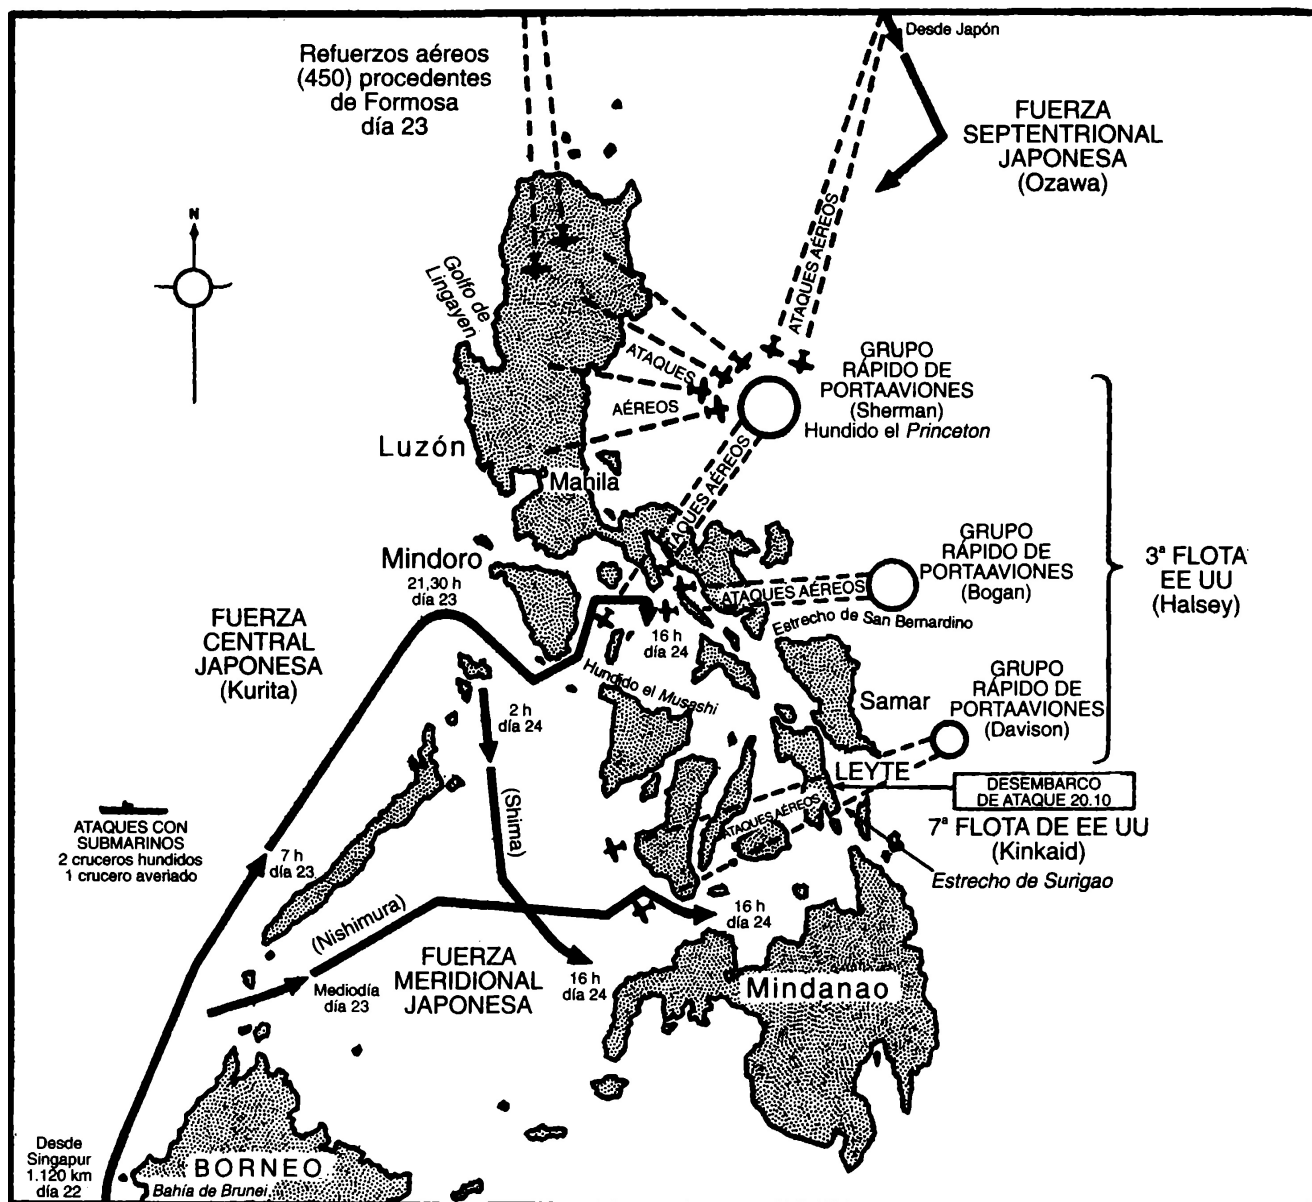 Desde Japón
Refuerzos aéreos
(450) procedentes
de Formosa
día 23
FUERZA
SEPTENTRIONAL
JAPONESA
(Ozawa)
N
Golfo de
Lingayen
ATAQUES AÉREOS
ATAQUES
AÉREOS
GRUPO
RÁPIDO DE
PORTAAVIONES
(Sherman)
Hundido el Princeton
Luzón
Manila
ATAQUES AÉREOS
Mindoro
21,30 h
día 23
GRUPO
RÁPIDO DE
PORTAAVIONES
(Bogan)
3ª FLOTA
EE UU
(Halsey)
ATAQUES AÉREOS
Estrecho de San Bernardino
FUERZA
CENTRAL
JAPONESA
(Kurita)
16 h
día 24
Hundido el Musashi
2 h
día 24
Samar
GRUPO
RÁPIDO DE
PORTAAVIONES
(Davison)
LEYTE
DESEMBARCO
DE ATAQUE 20.10
7ª FLOTA DE EE UU
(Kinkaid)
Estrecho de Surigao
ATAQUES AÉREOS
(Shima)
ATAQUES CON
SUBMARINOS
2 cruceros hundidos
1 crucero averiado
7 h
día 23
(Nishimura)
16 h
día 24
FUERZA
MERIDIONAL
JAPONESA
Mediodía
día 23
16 h
día 24
Mindanao
Desde
Singapur
1.120 km
día 22
BORNEO
Bahía de Brunei